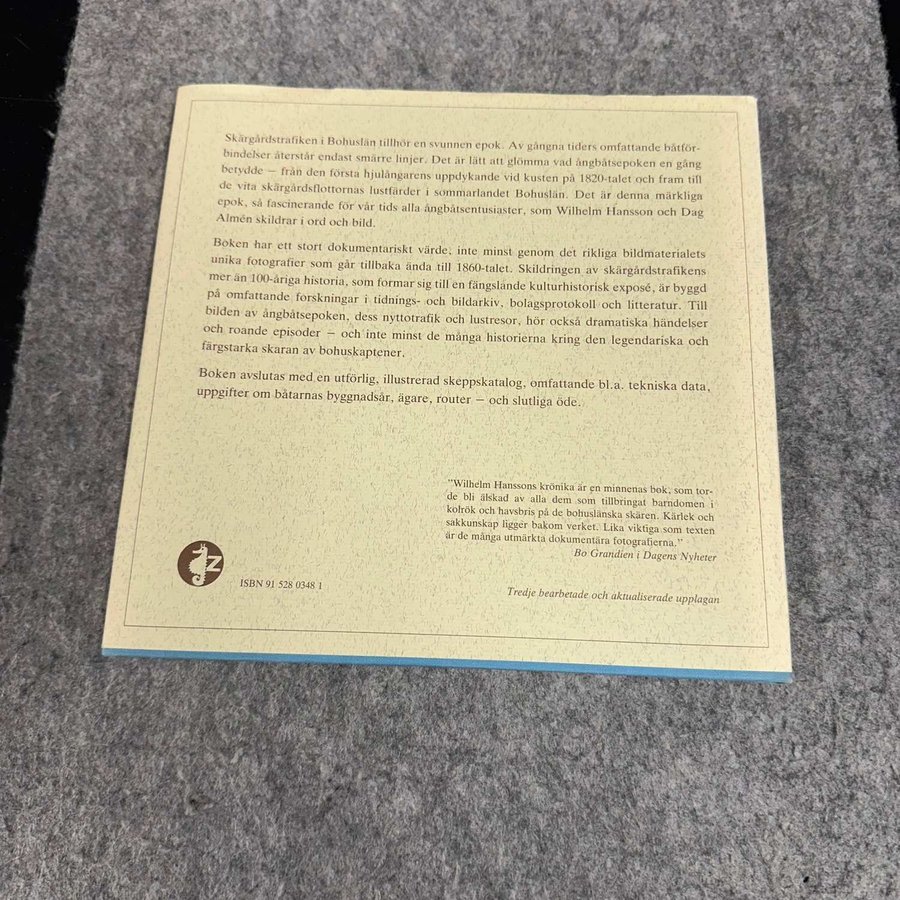 Skärgårdstrafiken i Bohuslän tillhör en svunnen epok. Av gångna tiders omfattande båtför-
bindelser återstår endast smärre linjer. Det är lätt att glömma vad ångbåtsepoken en gång
betydde – från den första hjulångarens uppdykande vid kusten på 1820-talet och fram till
de vita skärgårdsflottornas lustfärder i sommarlandet Bohuslän. Det är denna märkliga
epok, så fascinerande för vår tids alla ångbåtsentusiaster, som Wilhelm Hansson och Dag
Almén skildrar i ord och bild.
Boken har ett stort dokumentariskt värde, inte minst genom det rikliga bildmaterialets
unika fotografier som går tillbaka ända till 1860-talet. Skildringen av skärgårdstrafikens
mer än 100-åriga historia, som formar sig till en fängslande kulturhistorisk exposé, är byggd
på omfattande forskningar i tidnings- och bildarkiv, bolagsprotokoll och litteratur. Till
bilden av ångbåtsepoken, dess nyttotrafik och lustresor, hör också dramatiska händelser
och roande episoder – och inte minst de många historierna kring den legendariska och
färgstarka skaran av bohuskaptener.
Boken avslutas med en utförlig, illustrerad skeppskatalog, omfattande bl.a. tekniska data,
uppgifter om båtarnas byggnadsår, ägare, router – och slutliga öde.
”Wilhelm Hanssons krönika är en minnenas bok, som tor-
de bli älskad av alla dem som tillbringat barndomen i
kolrök och havsbris på de bohuslänska skären. Kärlek och
sakkunskap ligger bakom verket. Lika viktiga som texten
är de många utmärkta dokumentära fotografierna.”
Bo Grandien i Dagens Nyheter
Z
ISBN 91 528 0348 1
Tredje bearbetade och aktualiserade upplagan